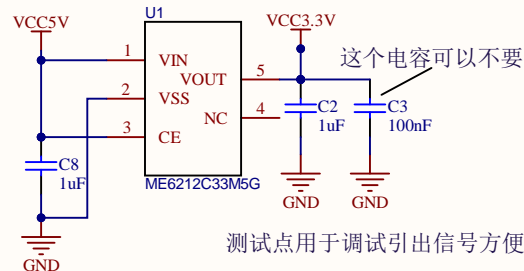 U1
VCC5V
VCC3.3V
1
VIN
VOUT
5
这个电容可以不要
2
VSS
NC
4
C2
1uF
C3
100nF
3
CE
C8
1uF
ME6212C33M5G
GND
GND
GND
测试点用于调试引出信号方便